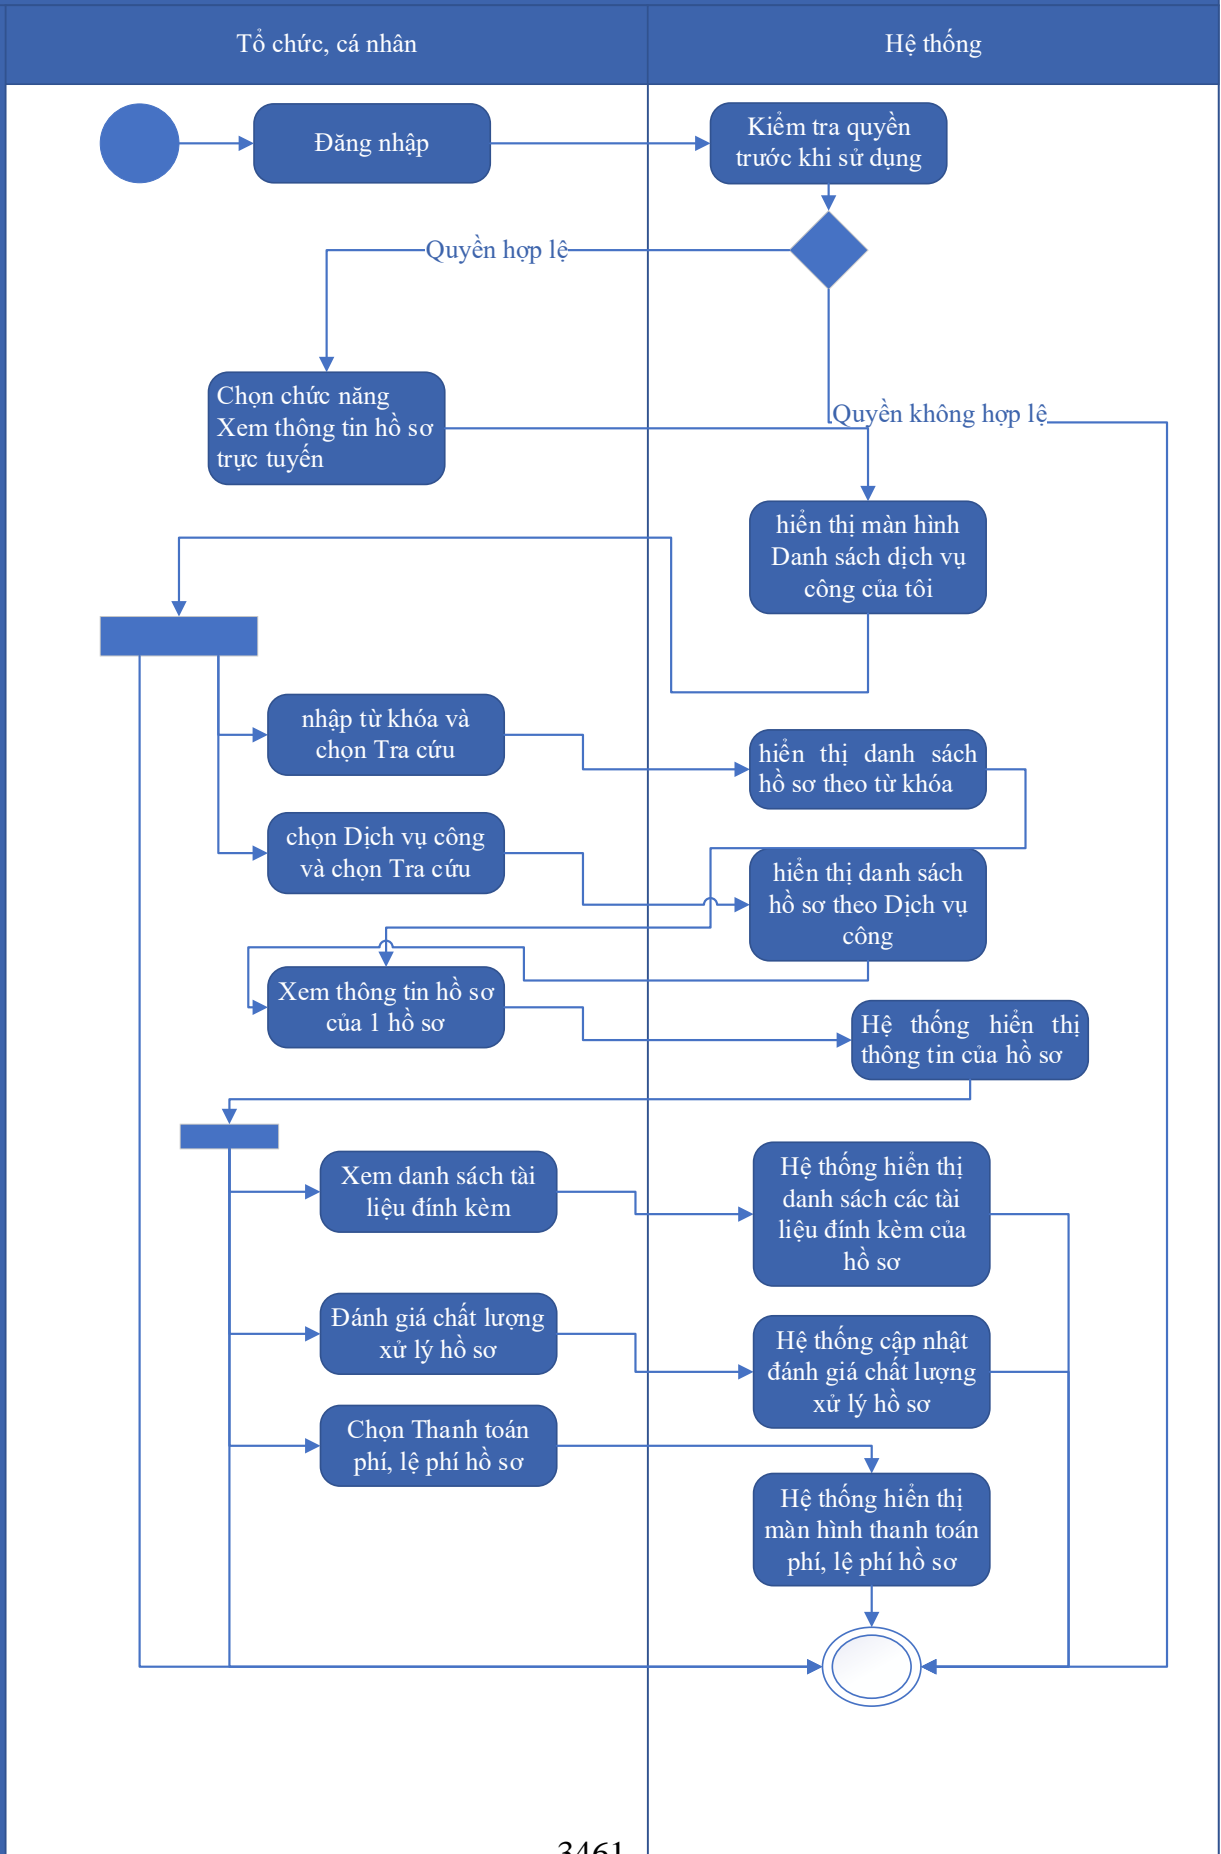 Tổ chức, cá nhân
Hệ thống
Đăng nhập
Kiểm tra quyền
trước khi sử dụng
Quyền hợp lệ
Chọn chức năng
Xem thông tin hồ sơ
trực tuyến
Quyền không hợp lệ
hiển thị màn hình
Danh sách dịch vụ
công của tôi
nhập từ khóa và
chọn Tra cứu
hiển thị danh sách
hồ sơ theo từ khóa
chọn Dịch vụ công
và chọn Tra cứu
hiển thị danh sách
hồ sơ theo Dịch vụ
công
Xem thông tin hồ sơ
của 1 hồ sơ
Hệ thống hiển thị
thông tin của hồ sơ
Xem danh sách tài
liệu đính kèm
Hệ thống hiển thị
danh sách các tài
liệu đính kèm của
hồ sơ
Đánh giá chất lượng
xử lý hồ sơ
Hệ thống cập nhật
đánh giá chất lượng
xử lý hồ sơ
Chọn Thanh toán
phí, lệ phí hồ sơ
Hệ thống hiển thị
màn hình thanh toán
phí, lệ phí hồ sơ
3461